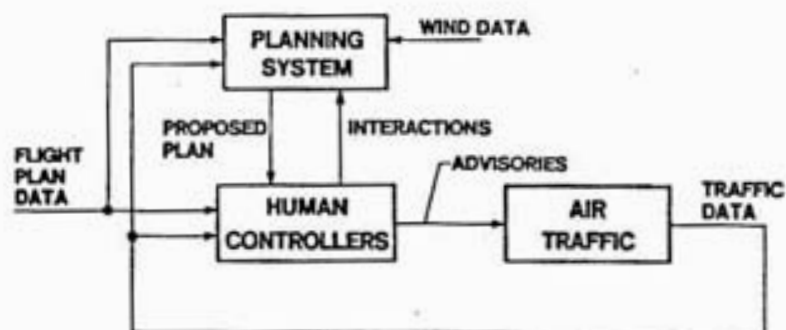 PLANNING
SYSTEM
WIND DATA
PROPOSED
PLAN
INTERACTIONS
FLIGHT
PLAN
DATA
ADVISORIES
HUMAN
CONTROLLERS
AIR
TRAFFIC
TRAFFIC
DATA